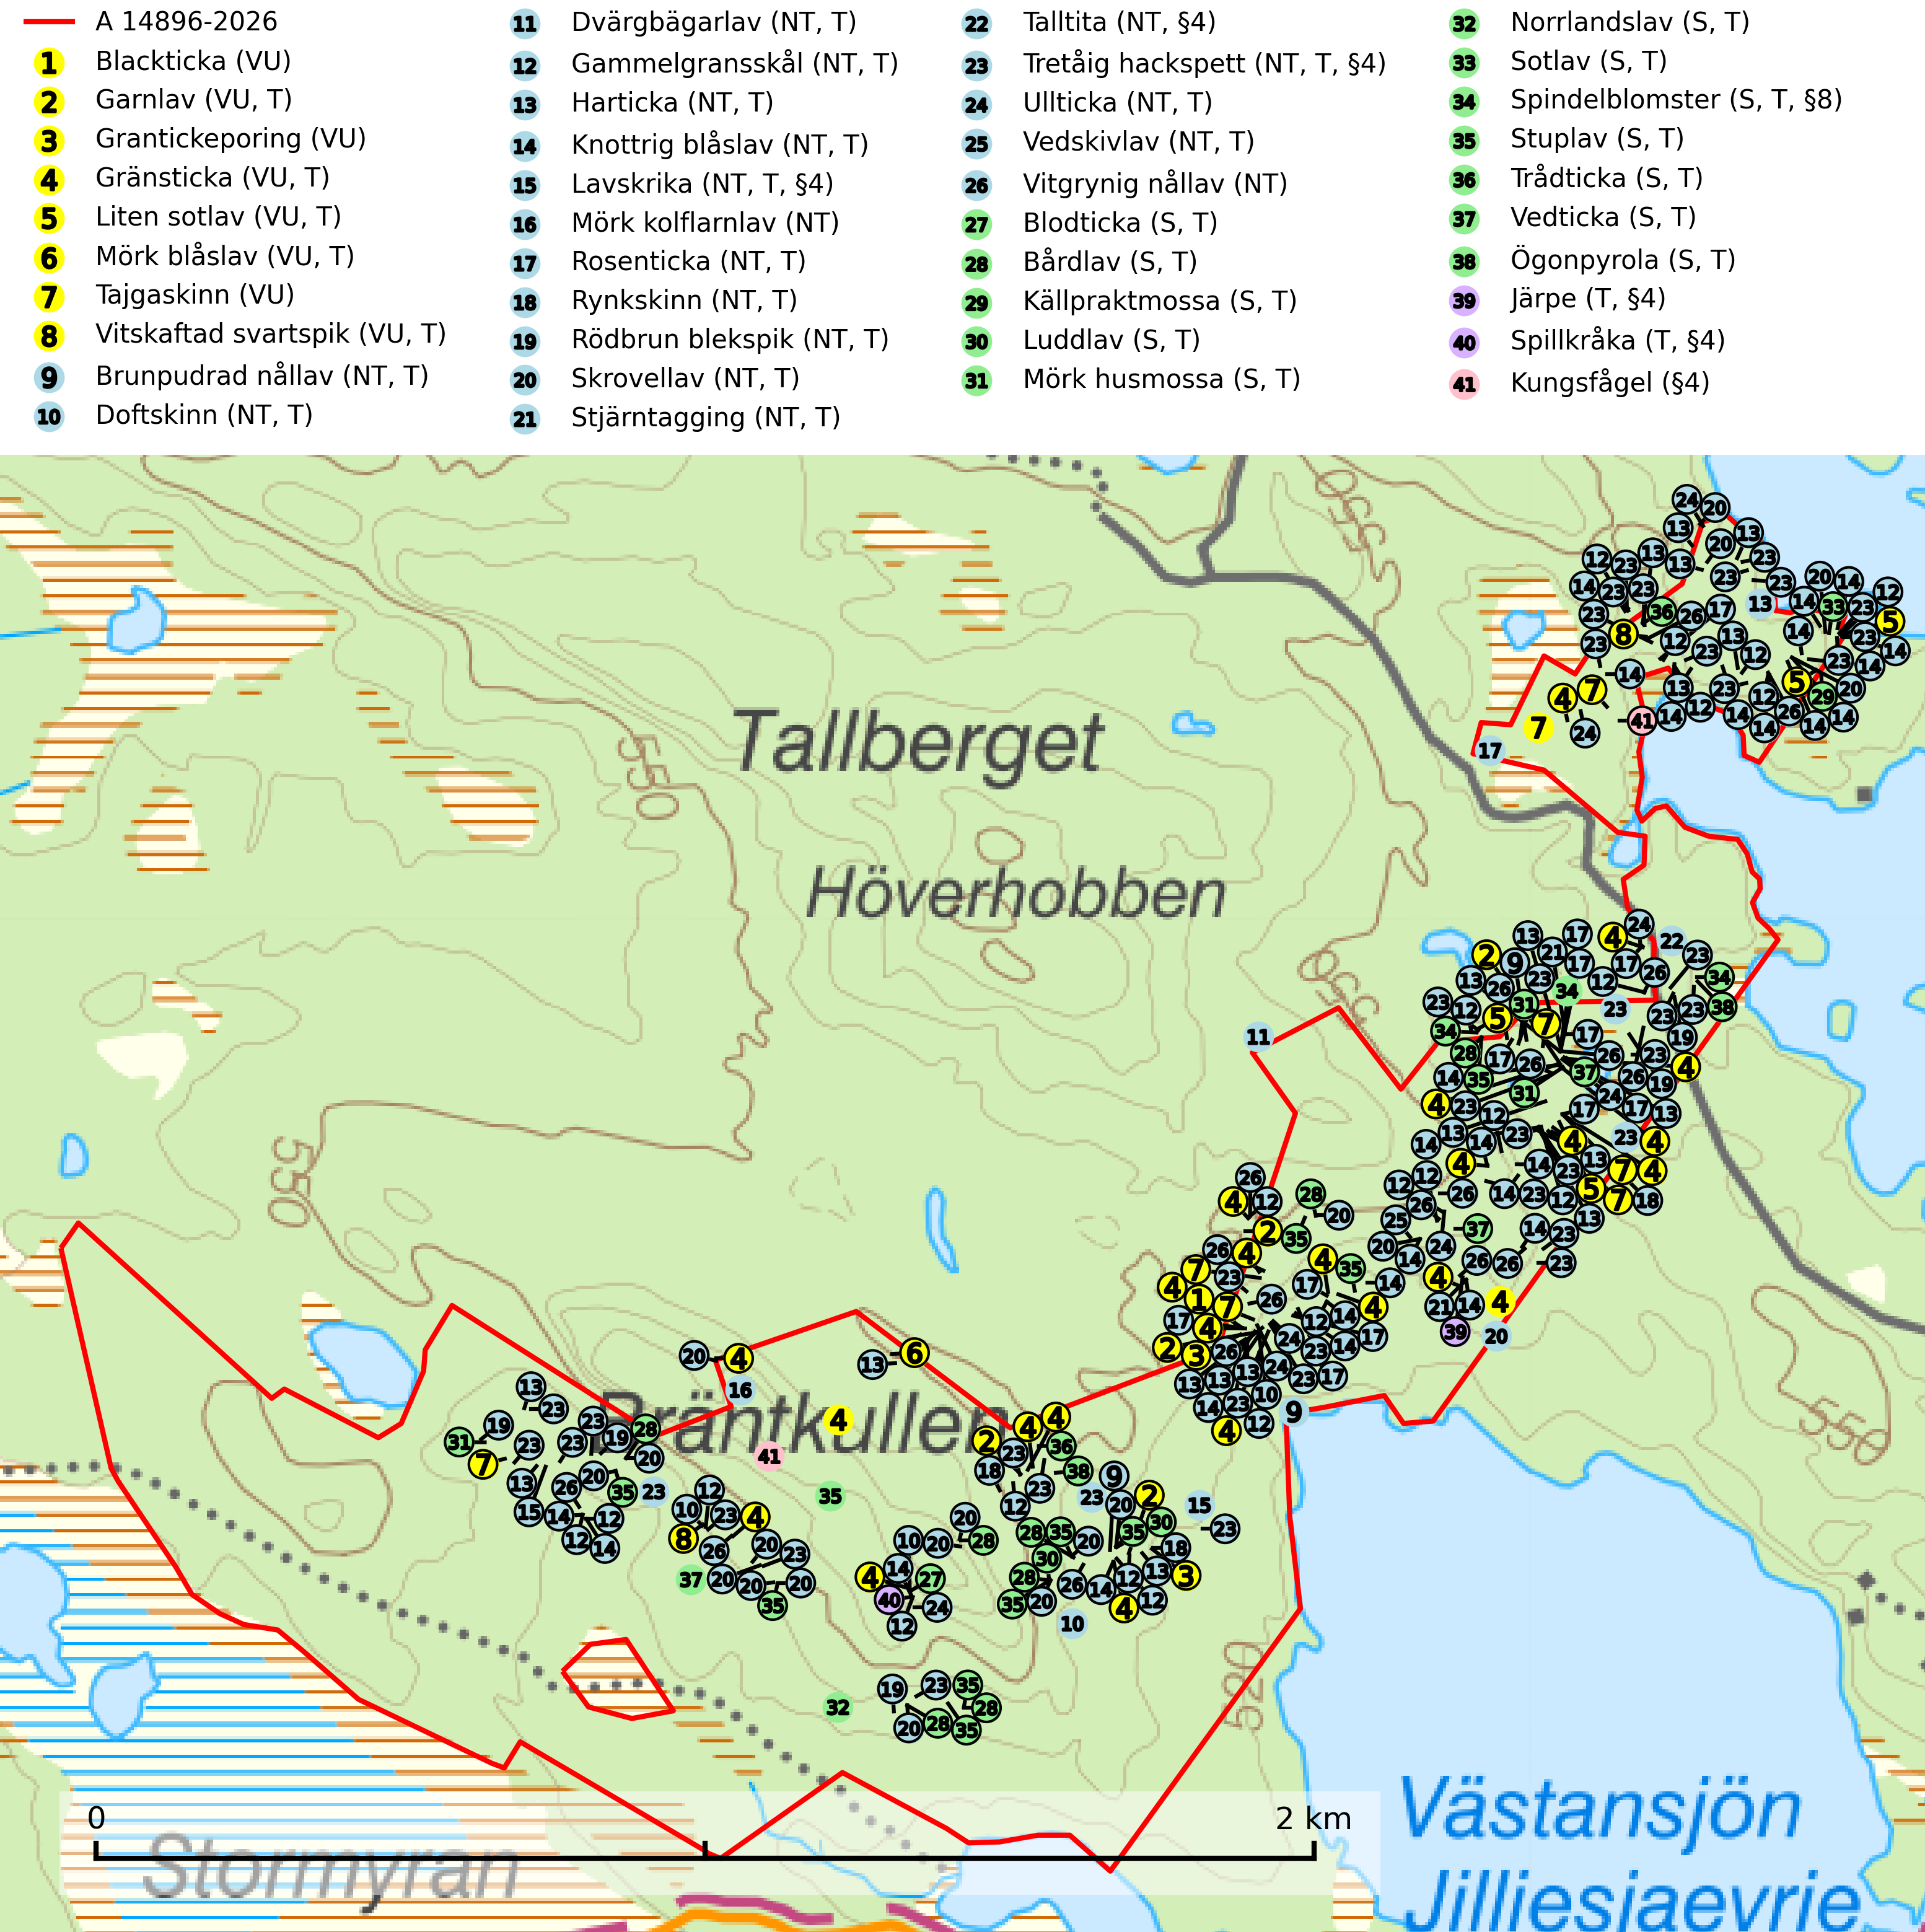 A 14896-2026
1 Blackticka (VU)
2 Garnlav (VU, T)
3 Grantickeporing (VU)
4 Gränsticka (VU, T)
5 Liten sotlav (VU, T)
6 Mörk blåslav (VU, T)
7 Tajgaskinn (VU)
8 Vitskaftad svartspik (VU, T)
9 Brunpudrad nållav (NT, T)
10 Doftskinn (NT, T)
11 Dvärgbägarlav (NT, T)
12 Gammelgransskål (NT, T)
13 Harticka (NT, T)
14 Knottrig blåslav (NT, T)
15 Lavskrika (NT, T, §4)
16 Mörk kolflarnlav (NT)
17 Rosenticka (NT, T)
18 Rynkskinn (NT, T)
19 Rödbrun blekspik (NT, T)
20 Skrovellav (NT, T)
21 Stjärntagging (NT, T)
22 Talltita (NT, §4)
23 Tretåig hackspett (NT, T, §4)
24 Ullticka (NT, T)
25 Vedskivlav (NT, T)
26 Vitgrynig nållav (NT)
27 Blodticka (S, T)
28 Bårdlav (S, T)
29 Källpraktmossa (S, T)
30 Luddlav (S, T)
31 Mörk husmossa (S, T)
32 Norrlandslav (S, T)
33 Sotlav (S, T)
34 Spindelblomster (S, T, §8)
35 Stuplav (S, T)
36 Trådticka (S, T)
37 Vedticka (S, T)
38 Ögonpyrola (S, T)
39 Järpe (T, §4)
40 Spillkråka (T, §4)
41 Kungsfågel (§4)
550
Tallberget
550
Höverhobben
550
550
Bräntkullen
550
520
0
2 km
Stormyran
Västansjön
Jilliesjaevrie